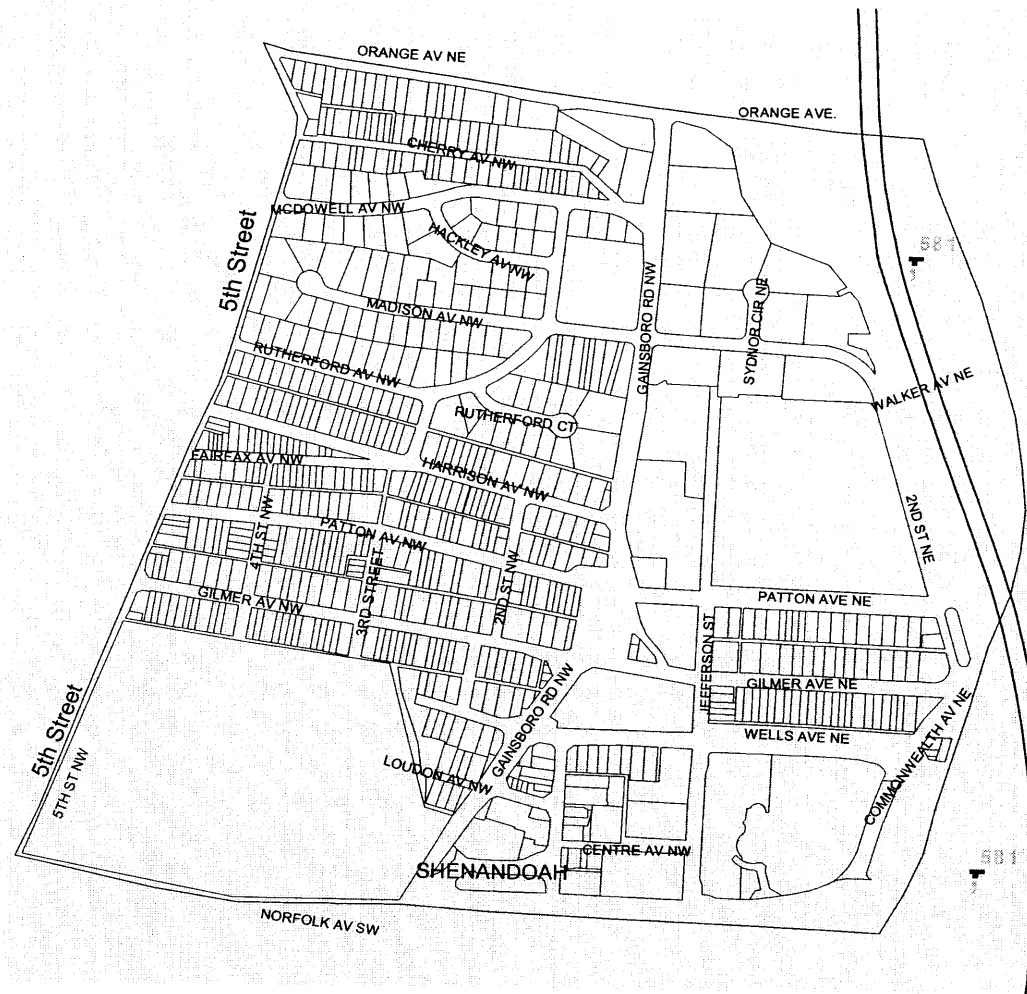 ORANGE AV NE
ORANGE AVE.
CHERRY AV NW
MCDOWELL AV NW
HACKLEY AV NW
5th Street
581
MADISON AV NW
GAINSBORO RD NW
SYDNOR CIR NE
RUTHERFORD AV NW
WALKER AV NE
RUTHERFORD CT
FAIRFAX AV NW
HARRISON AV NW
4TH ST NW
PATTON AV NW
2ND ST NE
3RD STREET
2ND ST NW
GILMER AV NW
PATTON AVE NE
JEFFERSON ST
GILMER AVE NE
5th Street
5TH ST NW
GAINSBORO RD NW
WELLS AVE NE
COMMONWEALTH AV NE
LOUDON AV NW
CENTRE AV NW
581
SHENANDOAH
NORFOLK AV SW